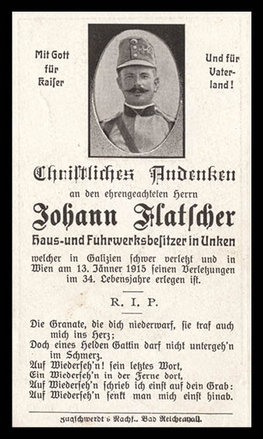 Mit Gott
für
Kaiser
Und für
Vater-
land!
Christliches Andenken
an den ehrengeachteten Herrn
Johann Flatscher
Haus- und Fuhrwerksbesitzer in Unken
welcher in Galizien schwer verletzt und in
Wien am 13. Jänner 1915 seinen Verletzungen
im 34. Lebensjahre erlegen ist.
R. I. P.
Die Granate, die dich niederwarf, sie traf auch
mich ins Herz;
Doch eines Helden Gattin darf nicht untergeh'n
im Schmerz.
Auf Wiederseh'n! sein letztes Wort,
Ein Wiederseh'n in der Ferne dort,
Auf Wiederseh'n schrieb ich einst auf dein Grab:
Auf Wiederseh'n! senkt man mich einst hinab.
Zugschwerdt's Nachf., Bad Reichenhall.